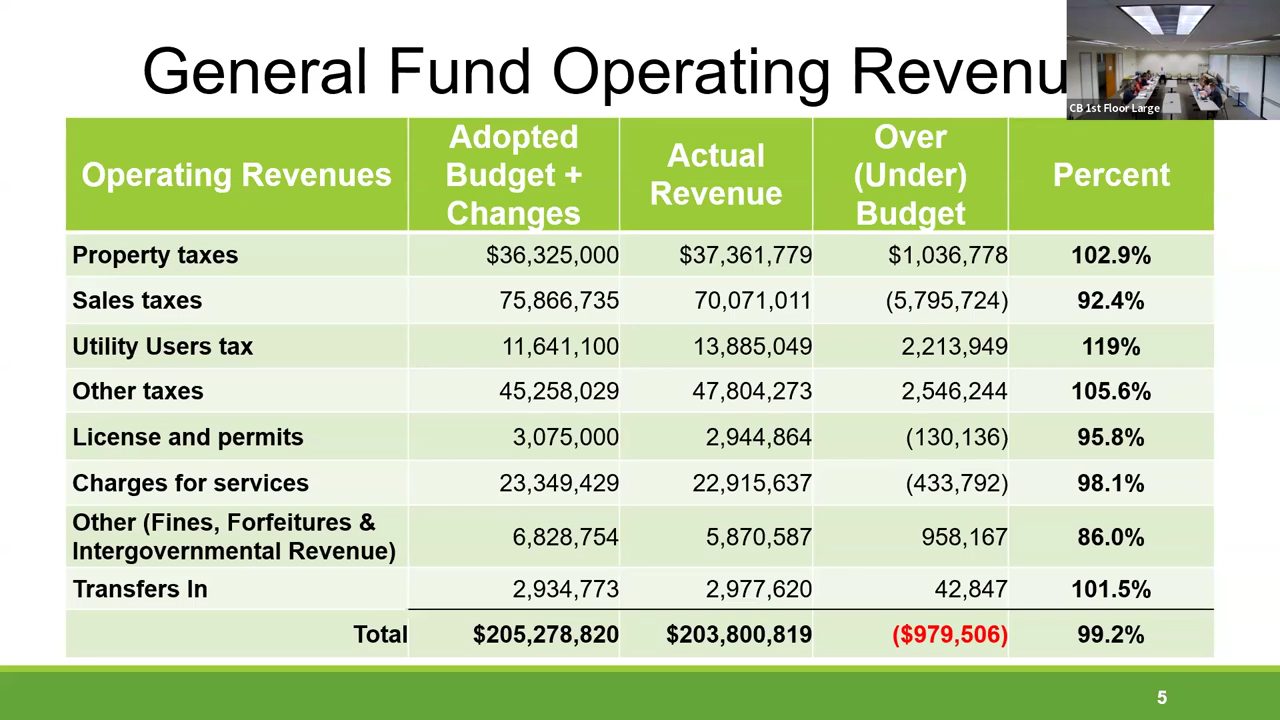 General Fund Operating Revenu
CB 1st Floor Large
Operating Revenues
Adopted
Budget +
Changes
Actual
Revenue
Over
(Under)
Budget
Percent
Property taxes $36,325,000 $37,361,779 $1,036,778 102.9%
Sales taxes 75,866,735 70,071,011 (5,795,724) 92.4%
Utility Users tax 11,641,100 13,885,049 2,213,949 119%
Other taxes 45,258,029 47,804,273 2,546,244 105.6%
License and permits 3,075,000 2,944,864 (130,136) 95.8%
Charges for services 23,349,429 22,915,637 (433,792) 98.1%
Other (Fines, Forfeitures &
Intergovernmental Revenue) 6,828,754 5,870,587 958,167 86.0%
Transfers In 2,934,773 2,977,620 42,847 101.5%
Total $205,278,820 $203,800,819 ($979,506) 99.2%
5